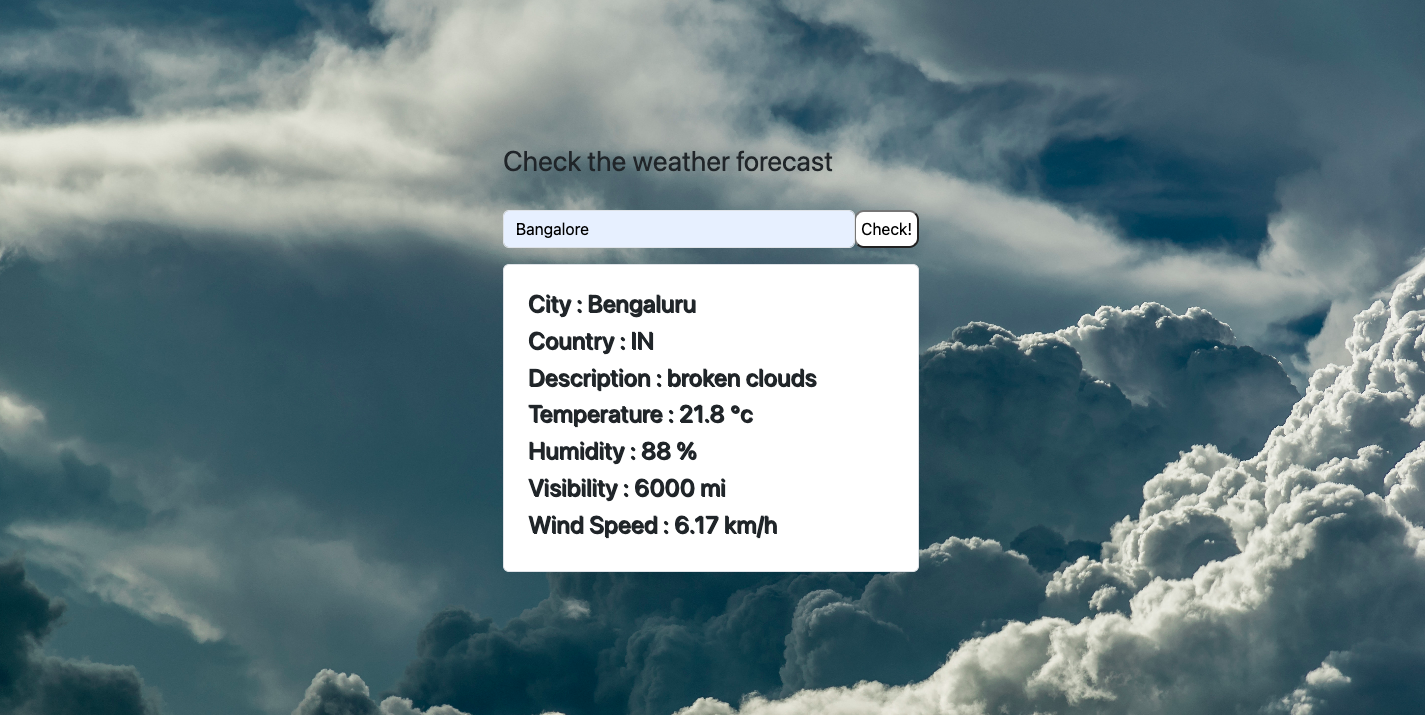 Check the weather forecast
Bangalore
Check!
City : Bengaluru
Country : IN
Description : broken clouds
Temperature : 21.8 °c
Humidity : 88 %
Visibility : 6000 mi
Wind Speed : 6.17 km/h